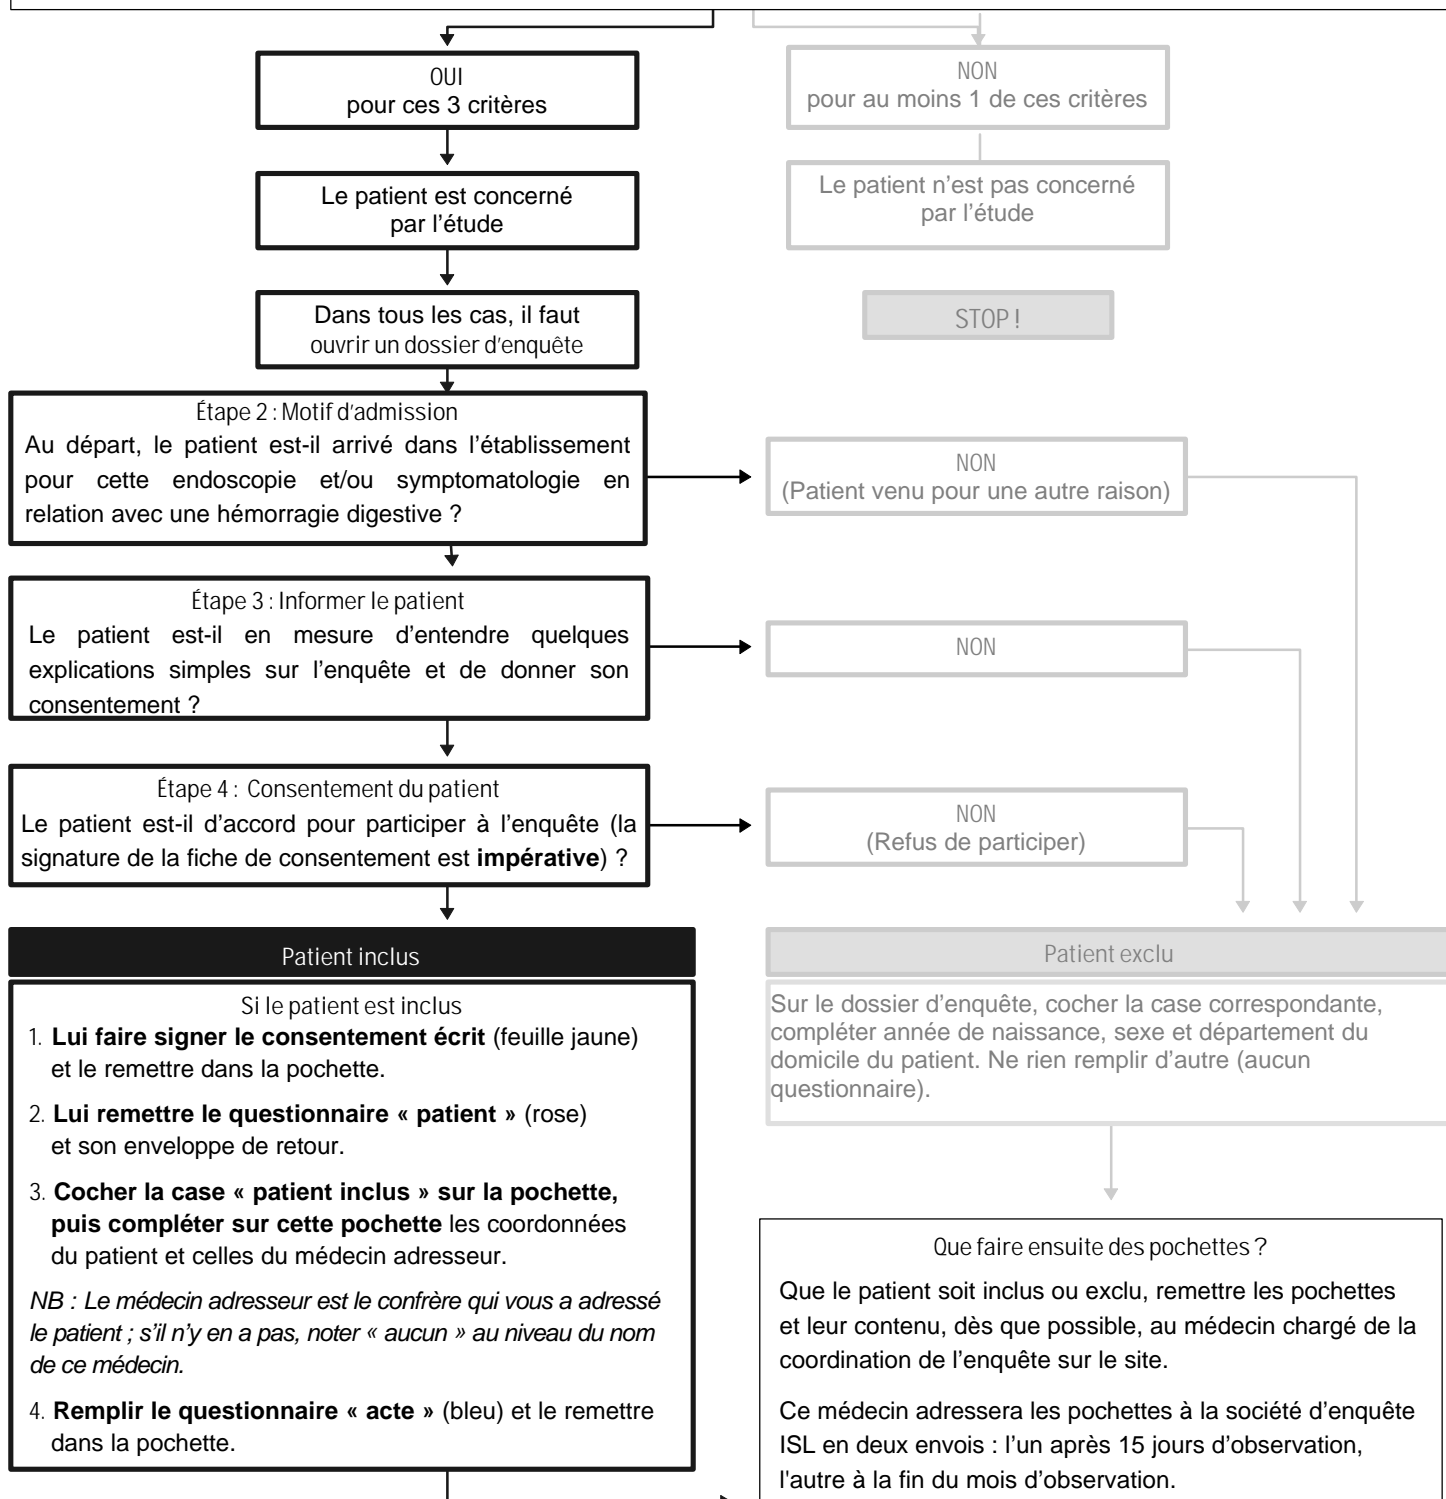 OUI
pour ces 3 critères
NON
pour au moins 1 de ces critères
Le patient est concerné
par l’étude
Le patient n’est pas concerné
par l’étude
Dans tous les cas, il faut
ouvrir un dossier d’enquête
STOP !
Étape 2 : Motif d’admission
Au départ, le patient est-il arrivé dans l’établissement
pour cette endoscopie et/ou symptomatologie en
relation avec une hémorragie digestive ?
NON
(Patient venu pour une autre raison)
Étape 3 : Informer le patient
Le patient est-il en mesure d’entendre quelques
explications simples sur l’enquête et de donner son
consentement ?
NON
Étape 4 : Consentement du patient
Le patient est-il d’accord pour participer à l’enquête (la
signature de la fiche de consentement est impérative) ?
NON
(Refus de participer)
Patient inclus
Si le patient est inclus
1. Lui faire signer le consentement écrit (feuille jaune)
et le remettre dans la pochette.
2. Lui remettre le questionnaire « patient » (rose)
et son enveloppe de retour.
3. Cocher la case « patient inclus » sur la pochette,
puis compléter sur cette pochette les coordonnées
du patient et celles du médecin adresseur.
NB : Le médecin adresseur est le confrère qui vous a adressé
le patient ; s’il n’y en a pas, noter « aucun » au niveau du nom
de ce médecin.
4. Remplir le questionnaire « acte » (bleu) et le remettre
dans la pochette.
Patient exclu
Sur le dossier d’enquête, cocher la case correspondante,
compléter année de naissance, sexe et département du
domicile du patient. Ne rien remplir d’autre (aucun
questionnaire).
Que faire ensuite des pochettes ?
Que le patient soit inclus ou exclu, remettre les pochettes
et leur contenu, dès que possible, au médecin chargé de la
coordination de l’enquête sur le site.
Ce médecin adressera les pochettes à la société d’enquête
ISL en deux envois : l’un après 15 jours d’observation,
l'autre à la fin du mois d’observation.